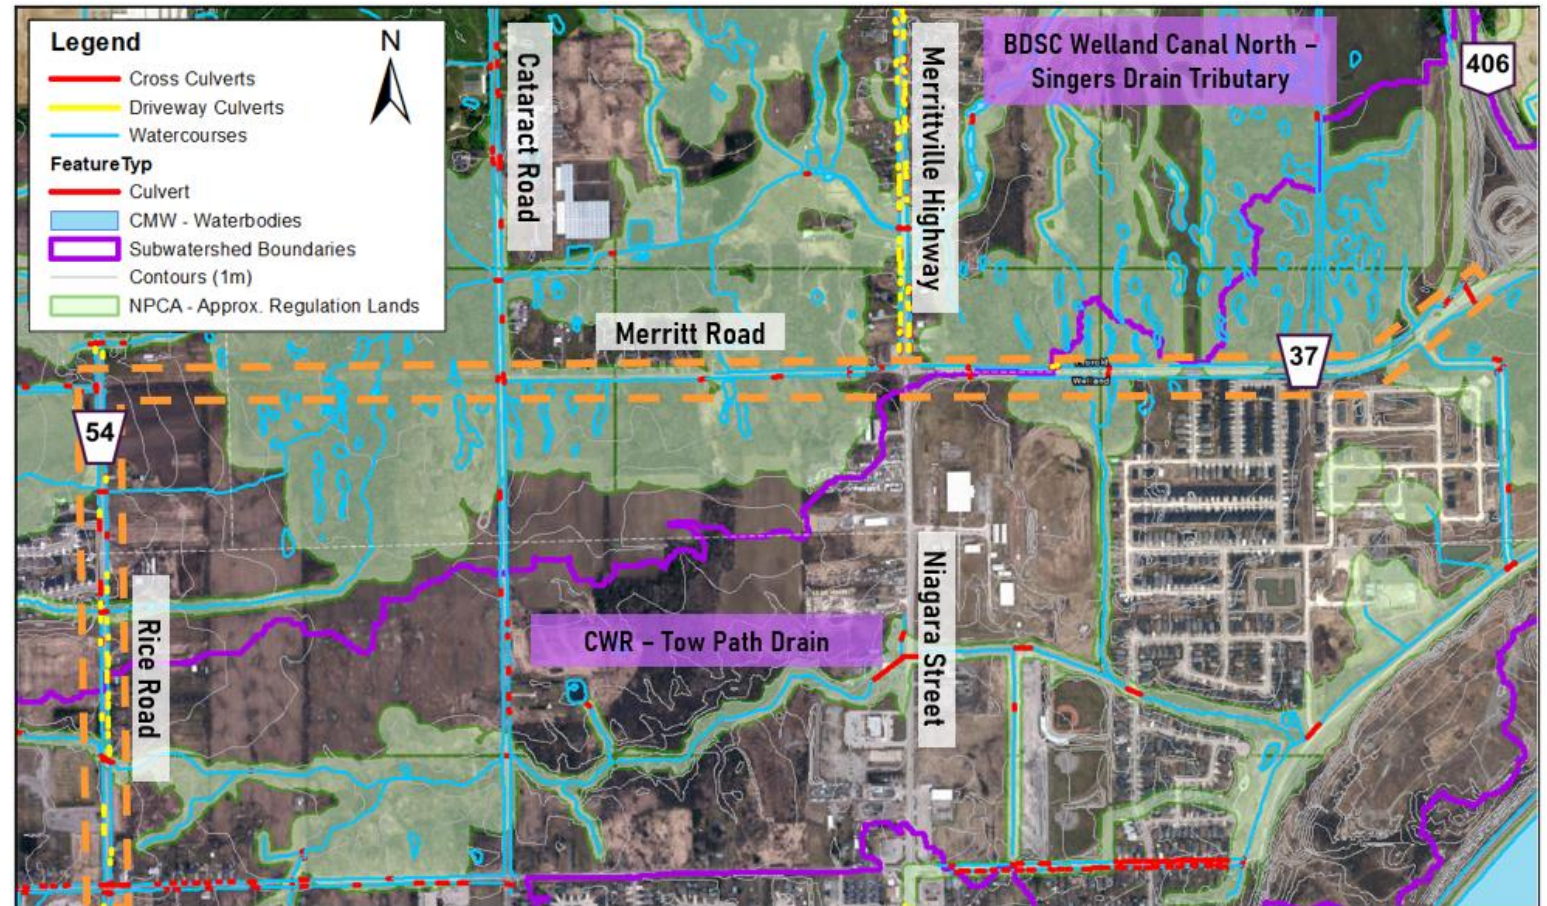 Legend
Cross Culverts
Driveway Culverts
Watercourses
FeatureTyp
Culvert
CMW - Waterbodies
Subwatershed Boundaries
Contours (1m)
NPCA - Approx. Regulation Lands
N
Cataract Road
Merrittville Highway
BDSC Welland Canal North –
Singers Drain Tributary
406
Merritt Road
37
Welland
54
Rice Road
CWR – Tow Path Drain
Niagara Street